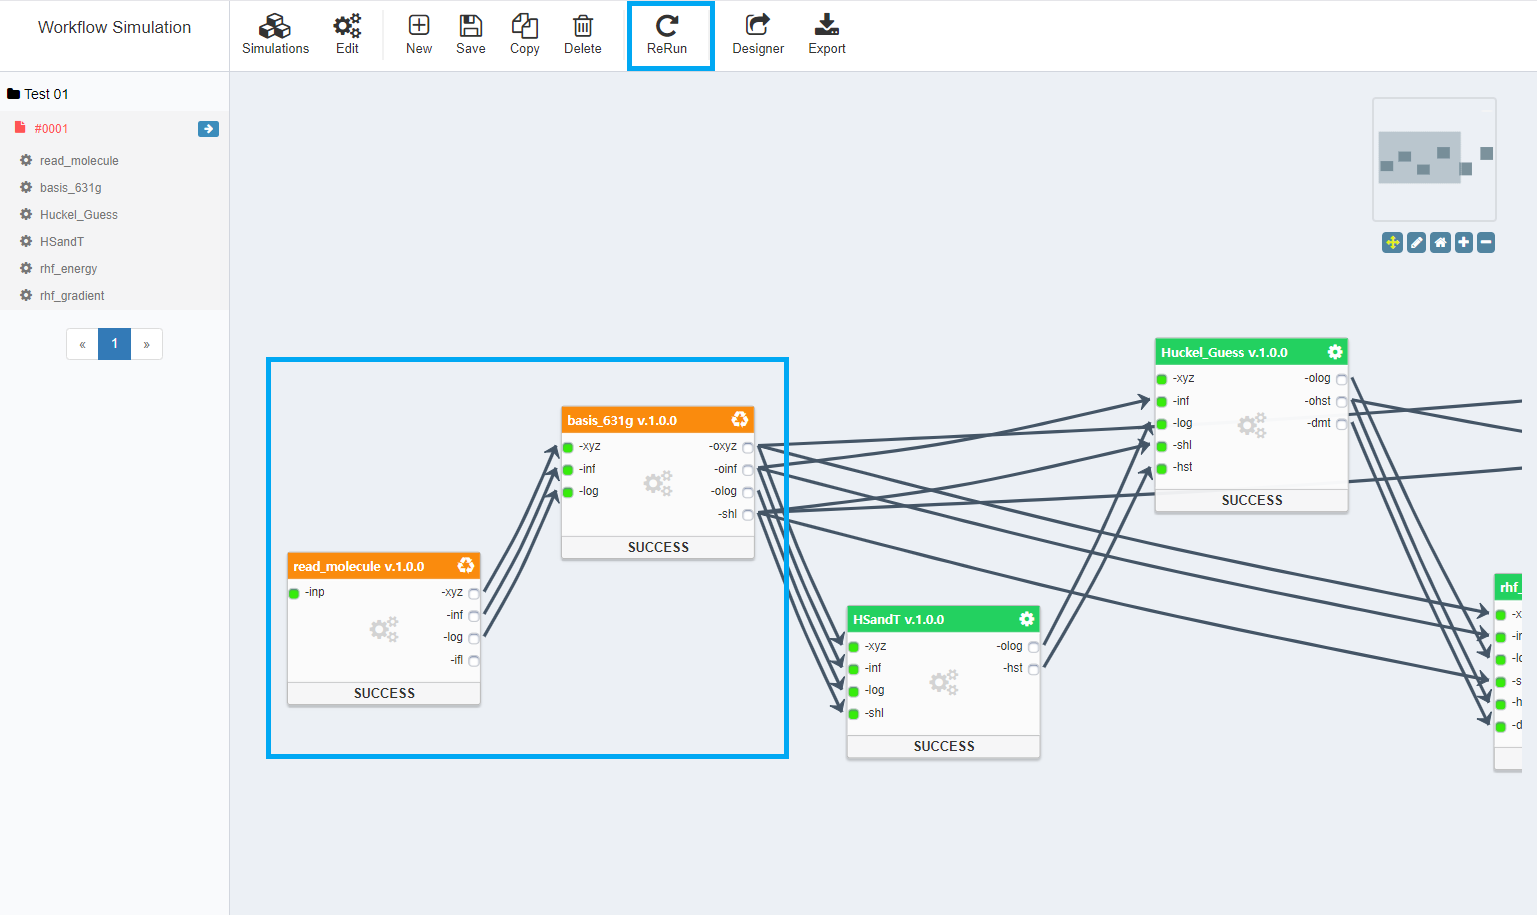 Workflow Simulation
Simulations
Edit
New
Save
Copy
Delete
ReRun
Designer
Export
Test 01
#0001
read_molecule
basis_631g
Huckel_Guess
HSandT
rhf_energy
rhf_gradient
« 1 »
Huckel_Guess v.1.0.0
-xyz -olog
-inf -ohst
-log -dmt
-shl
-hst
SUCCESS
basis_631g v.1.0.0
-xyz -oxyz
-inf -oinf
-log -olog
-shl
SUCCESS
read_molecule v.1.0.0
-inp -xyz
-inf
-log
-ifl
SUCCESS
HSandT v.1.0.0
-xyz -olog
-inf -hst
-log
-shl
SUCCESS
rhf_